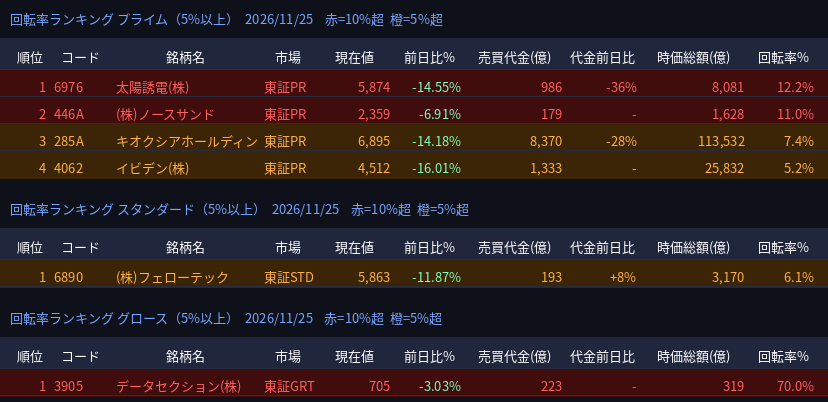 回転率ランキング プライム（5%以上） 2026/11/25 赤=10%超 橙=5%超
順位 コード 銘柄名 市場 現在値 前日比% 売買代金(億) 代金前日比 時価総額(億) 回転率%
1 6976 太陽誘電(株) 東証PR 5,874 -14.55% 986 -36% 8,081 12.2%
2 446A (株)ノースサンド 東証PR 2,359 -6.91% 179 - 1,628 11.0%
3 285A キオクシアホールディン 東証PR 6,895 -14.18% 8,370 -28% 113,532 7.4%
4 4062 イビデン(株) 東証PR 4,512 -16.01% 1,333 - 25,832 5.2%
回転率ランキング スタンダード（5%以上） 2026/11/25 赤=10%超 橙=5%超
順位 コード 銘柄名 市場 現在値 前日比% 売買代金(億) 代金前日比 時価総額(億) 回転率%
1 6890 (株)フェローテック 東証STD 5,863 -11.87% 193 +8% 3,170 6.1%
回転率ランキング グロース（5%以上） 2026/11/25 赤=10%超 橙=5%超
順位 コード 銘柄名 市場 現在値 前日比% 売買代金(億) 代金前日比 時価総額(億) 回転率%
1 3905 データセクション(株) 東証GRT 705 -3.03% 223 - 319 70.0%